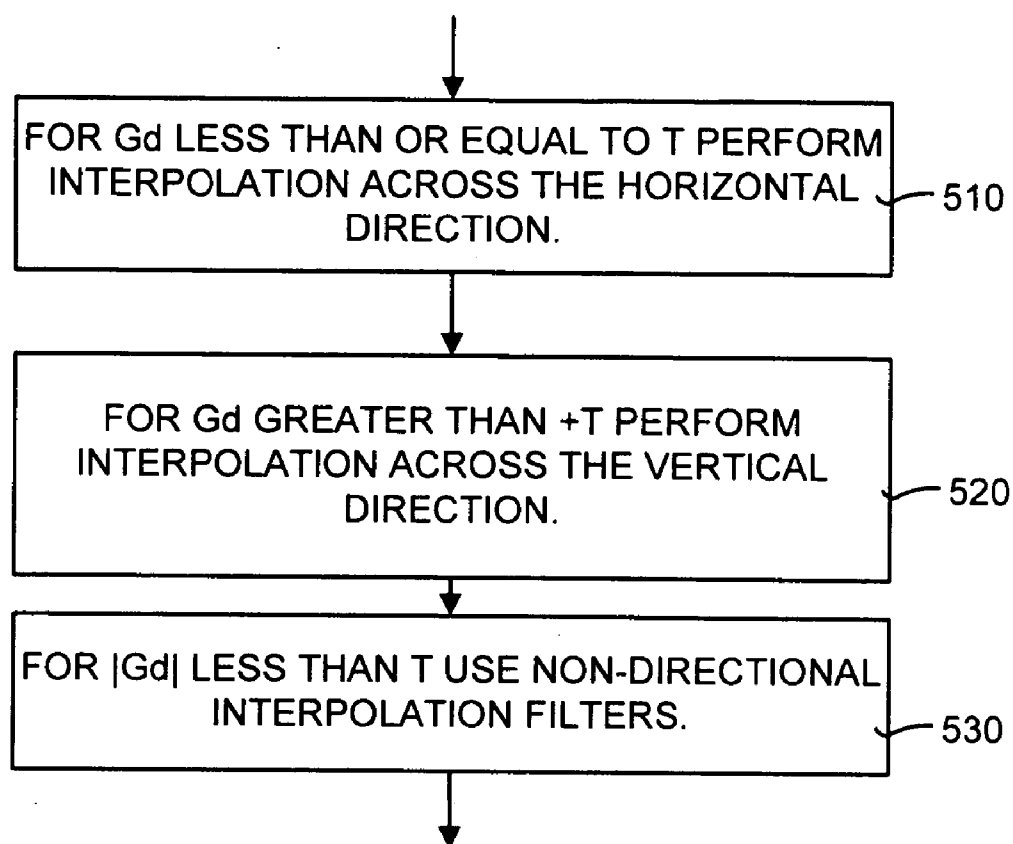 FOR Gd LESS THAN OR EQUAL TO T PERFORM
INTERPOLATION ACROSS THE HORIZONTAL
DIRECTION.
510
FOR Gd GREATER THAN +T PERFORM
INTERPOLATION ACROSS THE VERTICAL
DIRECTION.
520
FOR |Gd| LESS THAN T USE NON-DIRECTIONAL
INTERPOLATION FILTERS.
530